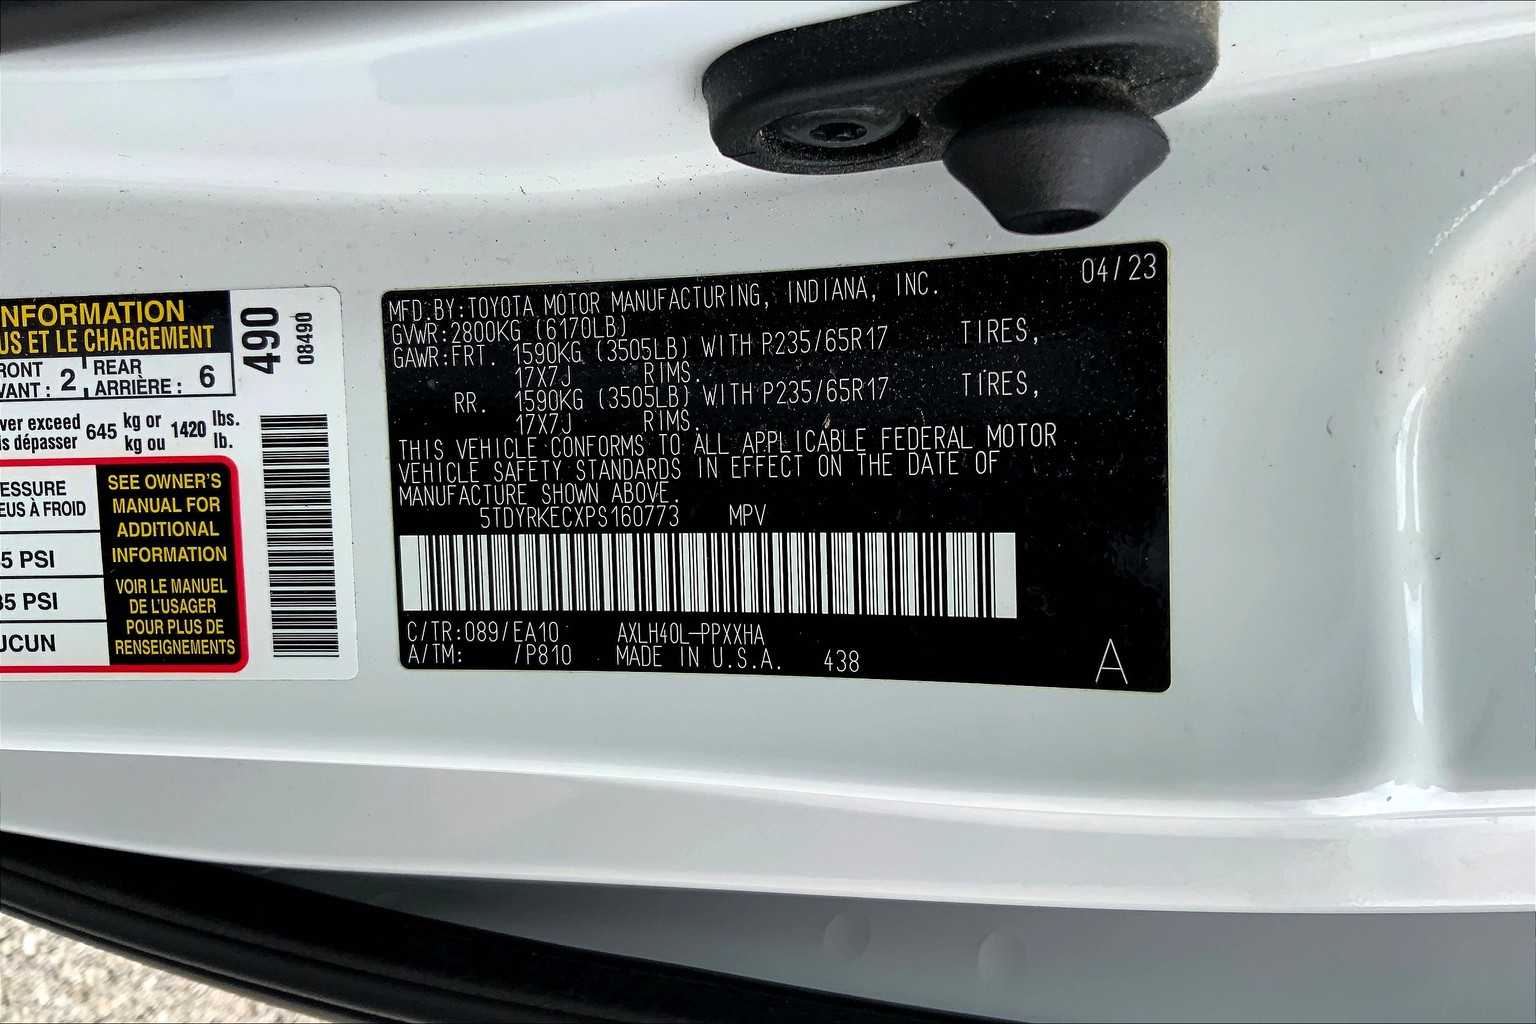 NFORMATION
US ET LE CHARGEMENT
RONT 2 REAR 6
VANT : ARRIÈRE :
ver exceed 645 kg or 1420 lbs.
is dépasser kg ou lb.
ESSURE
EUS À FROID
5 PSI
35 PSI
UCUN
SEE OWNER'S
MANUAL FOR
ADDITIONAL
INFORMATION
VOIR LE MANUEL
DE L'USAGER
POUR PLUS DE
RENSEIGNEMENTS
490
08490
MFD.BY:TOYOTA MOTOR MANUFACTURING, INDIANA, INC. 04/23
GVWR:2800KG (6170LB)
GAWR:FRT. 1590KG (3505LB) WITH P235/65R17 TIRES,
17X7J RIMS.
RR. 1590KG (3505LB) WITH P235/65R17 TIRES,
17X7J RIMS.
THIS VEHICLE CONFORMS TO ALL APPLICABLE FEDERAL MOTOR
VEHICLE SAFETY STANDARDS IN EFFECT ON THE DATE OF
MANUFACTURE SHOWN ABOVE.
5TDYRKECXPS160773 MPV
C/TR:089/EA10 AXLH40L-PPXXHA
A/TM: /P810 MADE IN U.S.A. 438
A